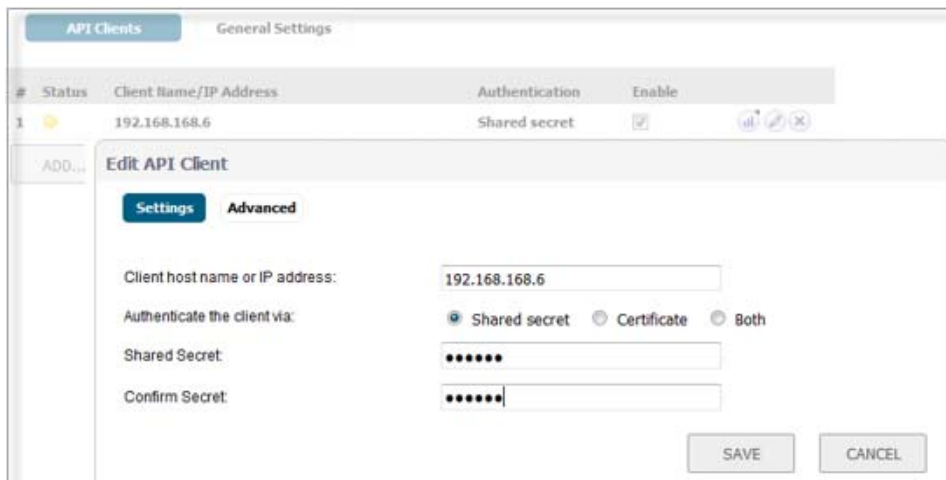 API Clients General Settings
# Status Client Name/IP Address Authentication Enable
1 192.168.168.6 Shared secret
ADD...
Edit API Client
Settings Advanced
Client host name or IP address: 192.168.168.6
Authenticate the client via: Shared secret Certificate Both
Shared Secret: ••••••
Confirm Secret: ••••••
SAVE CANCEL